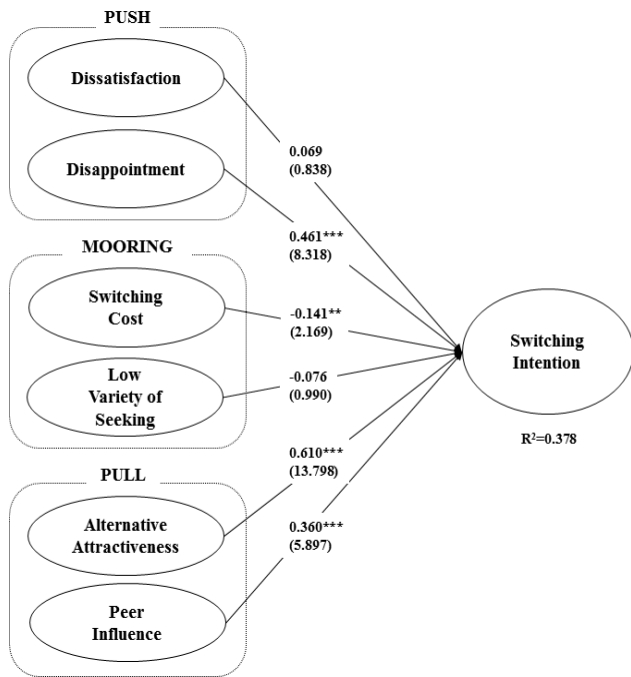 PUSH
Dissatisfaction
Disappointment
0.069
(0.838)
0.461***
(8.318)
MOORING
Switching
Cost
-0.141**
(2.169)
Low
Variety of
Seeking
-0.076
(0.990)
Switching
Intention
R²=0.378
PULL
Alternative
Attractiveness
0.610***
(13.798)
Peer
Influence
0.360***
(5.897)